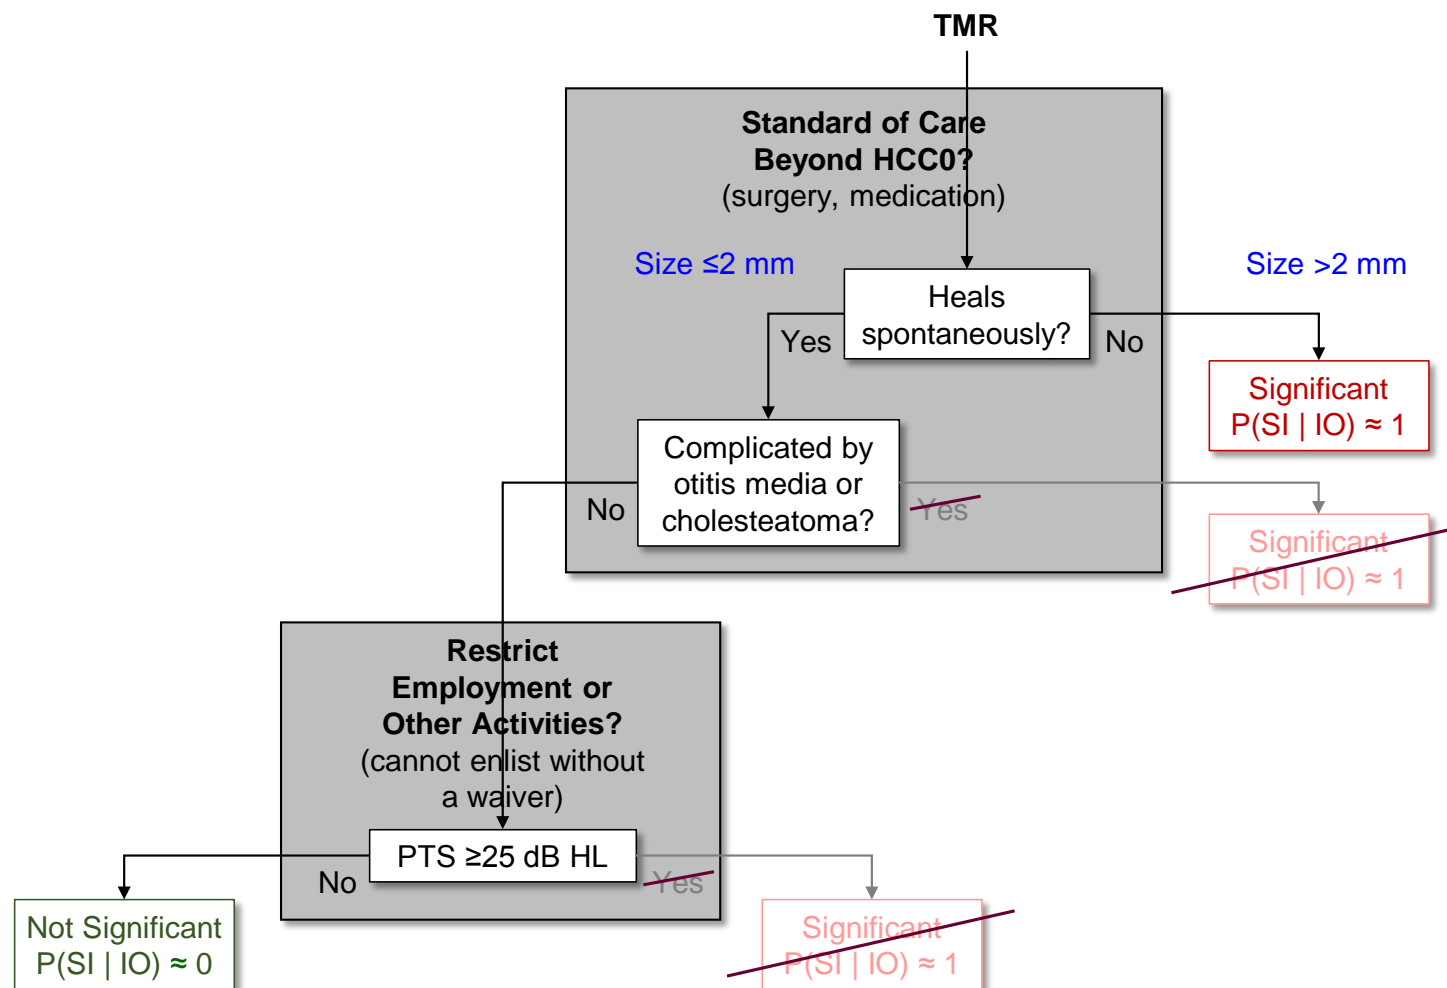 TMR
Standard of Care
Beyond HCC0?
(surgery, medication)
Size ≤2 mm
Size >2 mm
Heals
spontaneously?
Yes
No
Significant
P(SI | IO) ≈ 1
Complicated by
otitis media or
cholesteatoma?
No
Yes
Significant
P(SI | IO) ≈ 1
Restrict
Employment or
Other Activities?
(cannot enlist without
a waiver)
PTS ≥25 dB HL
No
Yes
Not Significant
P(SI | IO) ≈ 0
Significant
P(SI | IO) ≈ 1